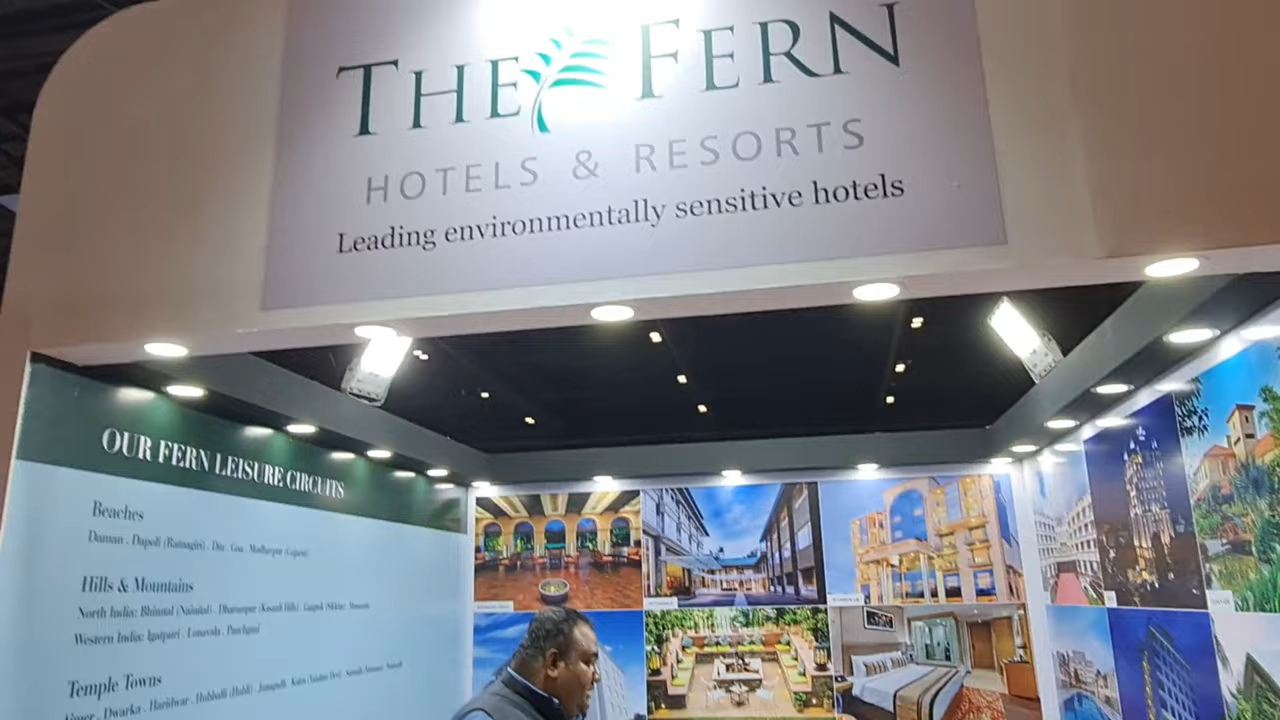 THE FERN
HOTELS & RESORTS
Leading environmentally sensitive hotels
OUR FERN LEISURE CIRCUITS
Beaches
Daman . Dapoli (Ratnagiri) . Diu . Goa . Madhavpur (Gujarat)
Hills & Mountains
North India: Bhimtal (Nainital) . Dharampur (Kasauli Hills) . Gangtok (Sikkim) . Mussoorie
Western India: Igatpuri . Lonavala . Panchgani
Temple Towns
Dwarka . Haridwar . Hubballi (Hubli) . Junagadh . Katra (Vaishno Devi)